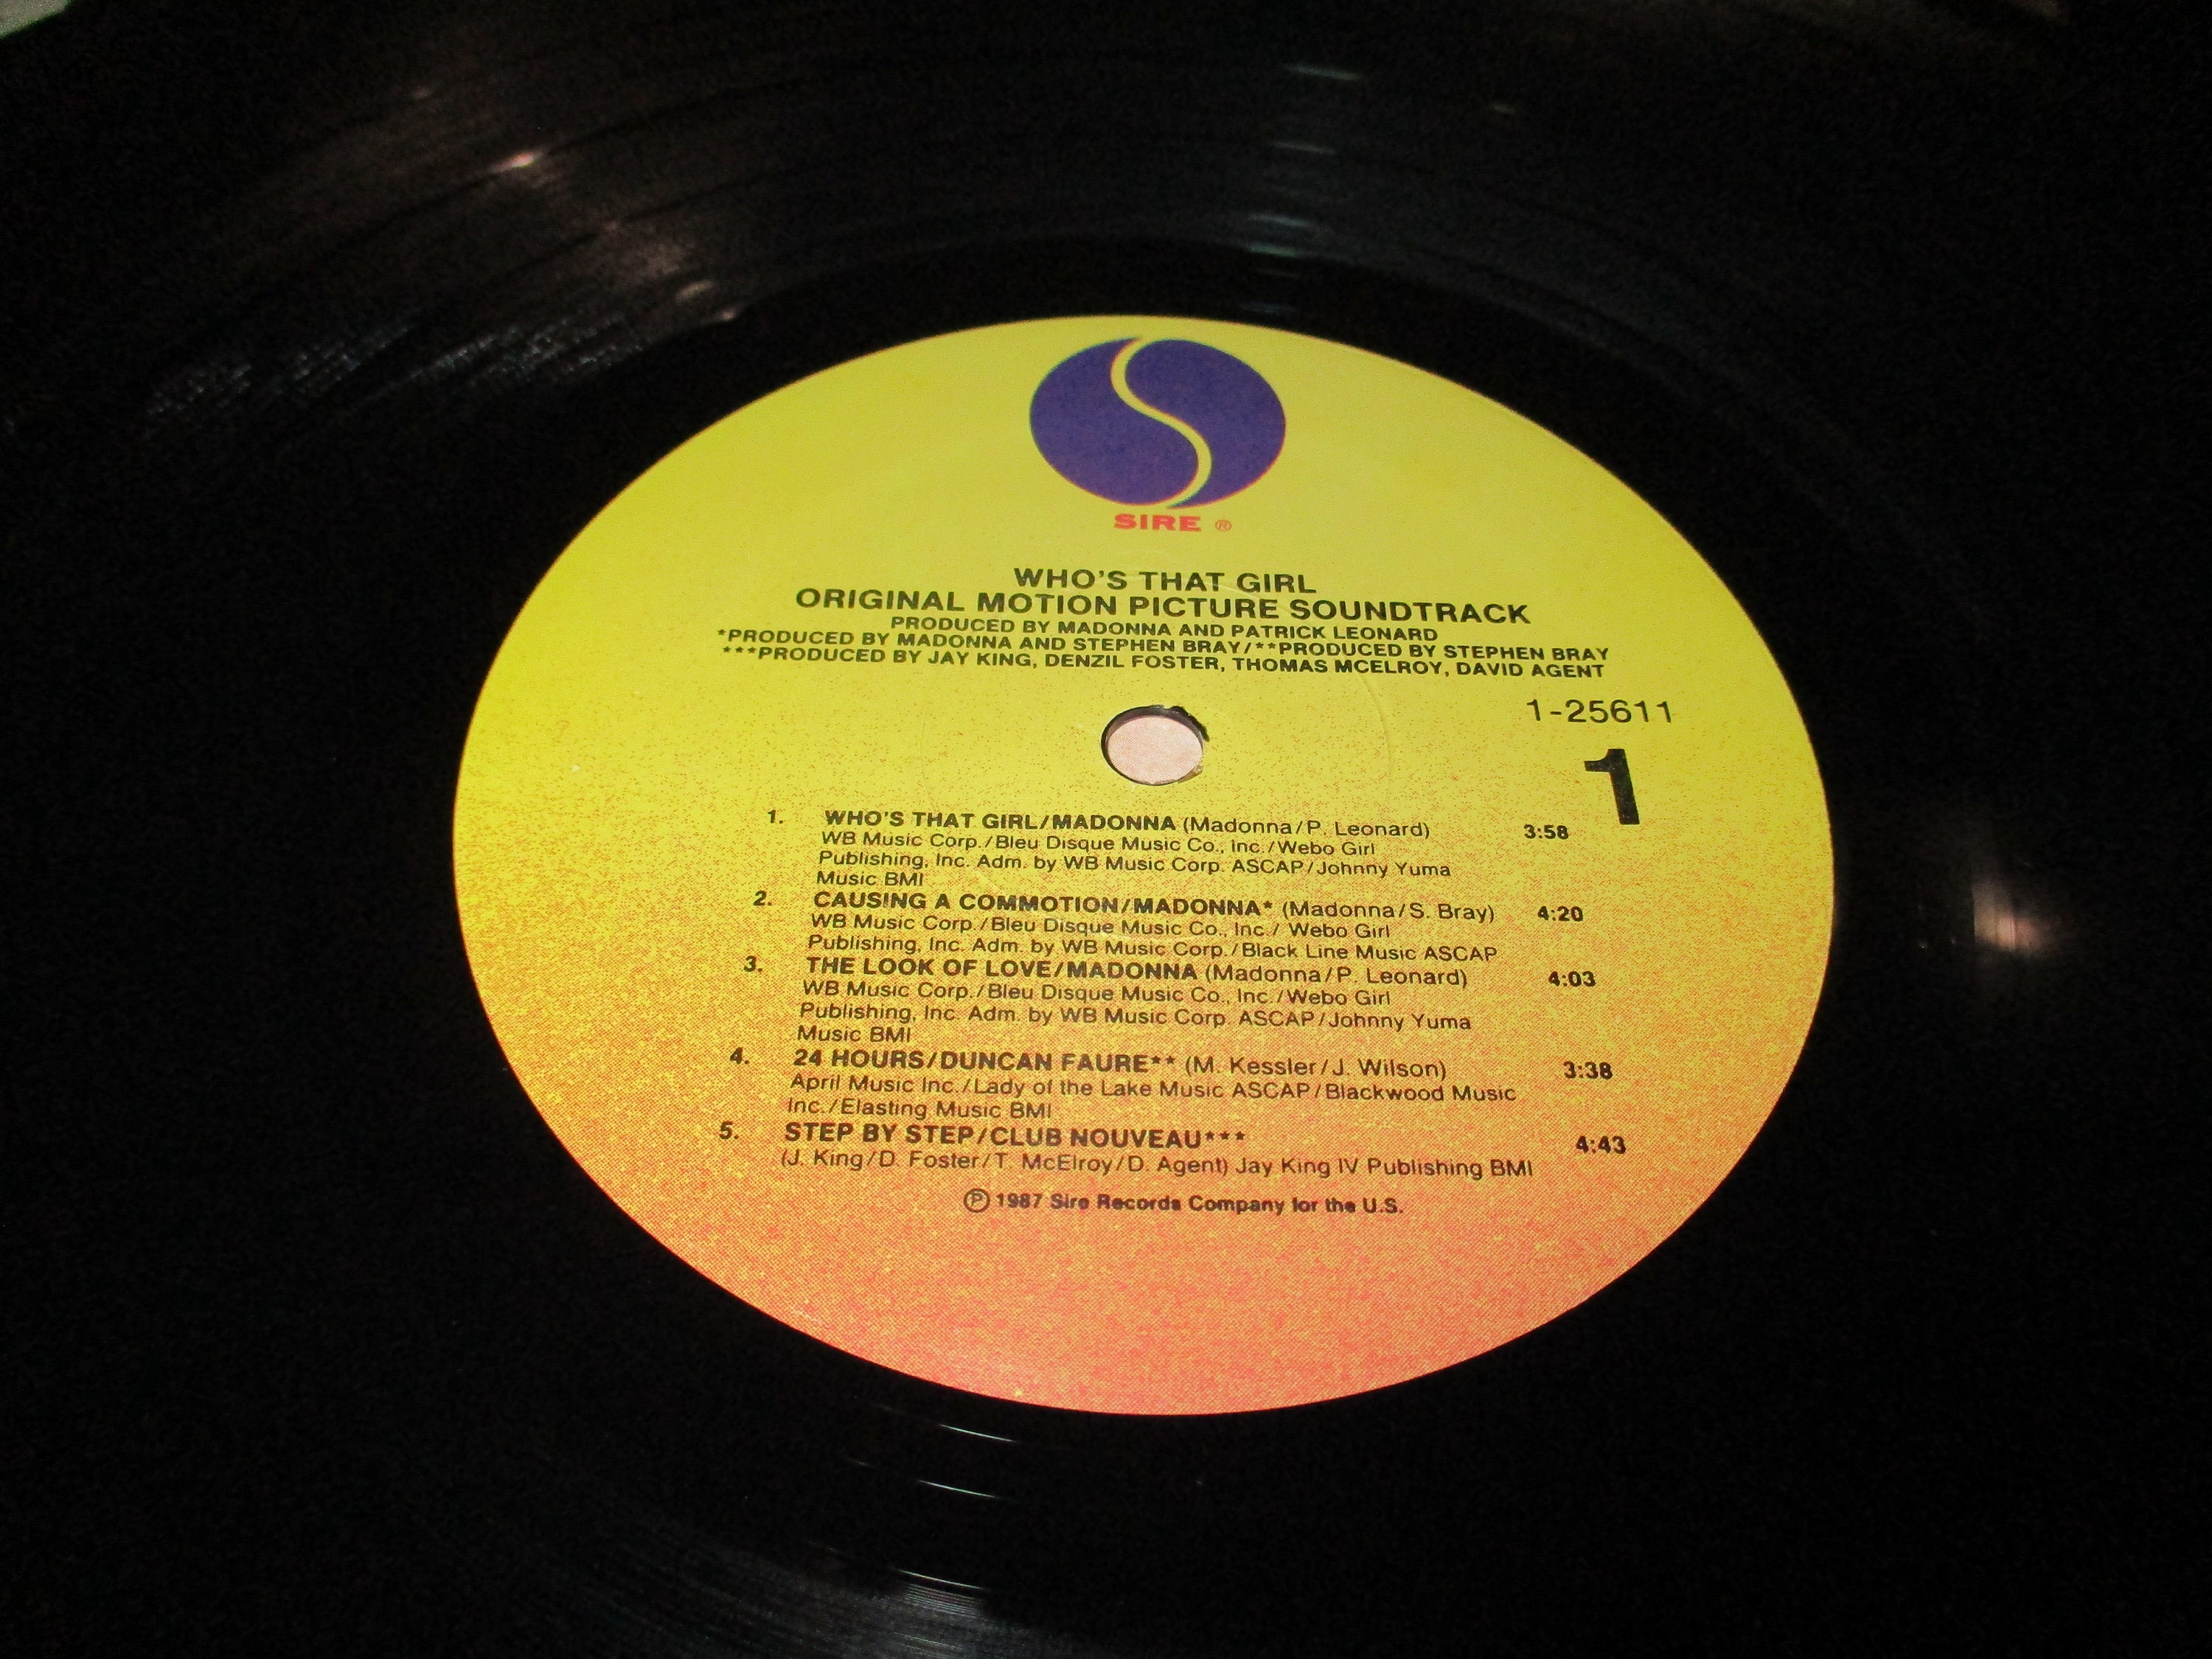 SIRE ®
WHO'S THAT GIRL
ORIGINAL MOTION PICTURE SOUNDTRACK
PRODUCED BY MADONNA AND PATRICK LEONARD
*PRODUCED BY MADONNA AND STEPHEN BRAY/**PRODUCED BY STEPHEN BRAY
***PRODUCED BY JAY KING, DENZIL FOSTER, THOMAS MCELROY, DAVID AGENT
1-25611
1
1. WHO'S THAT GIRL/MADONNA (Madonna/P. Leonard) 3:58
WB Music Corp./Bleu Disque Music Co., Inc./Webo Girl
Publishing, Inc. Adm. by WB Music Corp. ASCAP/Johnny Yuma
Music BMI
2. CAUSING A COMMOTION/MADONNA* (Madonna/S. Bray) 4:20
WB Music Corp./Bleu Disque Music Co., Inc./ Webo Girl
Publishing, Inc. Adm. by WB Music Corp./Black Line Music ASCAP
3. THE LOOK OF LOVE/MADONNA (Madonna/P. Leonard) 4:03
WB Music Corp./Bleu Disque Music Co., Inc./Webo Girl
Publishing, Inc. Adm. by WB Music Corp. ASCAP/Johnny Yuma
Music BMI
4. 24 HOURS/DUNCAN FAURE** (M. Kessler/J. Wilson) 3:38
April Music Inc./Lady of the Lake Music ASCAP/Blackwood Music
Inc./Elasting Music BMI
5. STEP BY STEP/CLUB NOUVEAU*** 4:43
(J. King/D. Foster/T. McElroy/D. Agent) Jay King IV Publishing BMI
℗ 1987 Sire Records Company for the U.S.